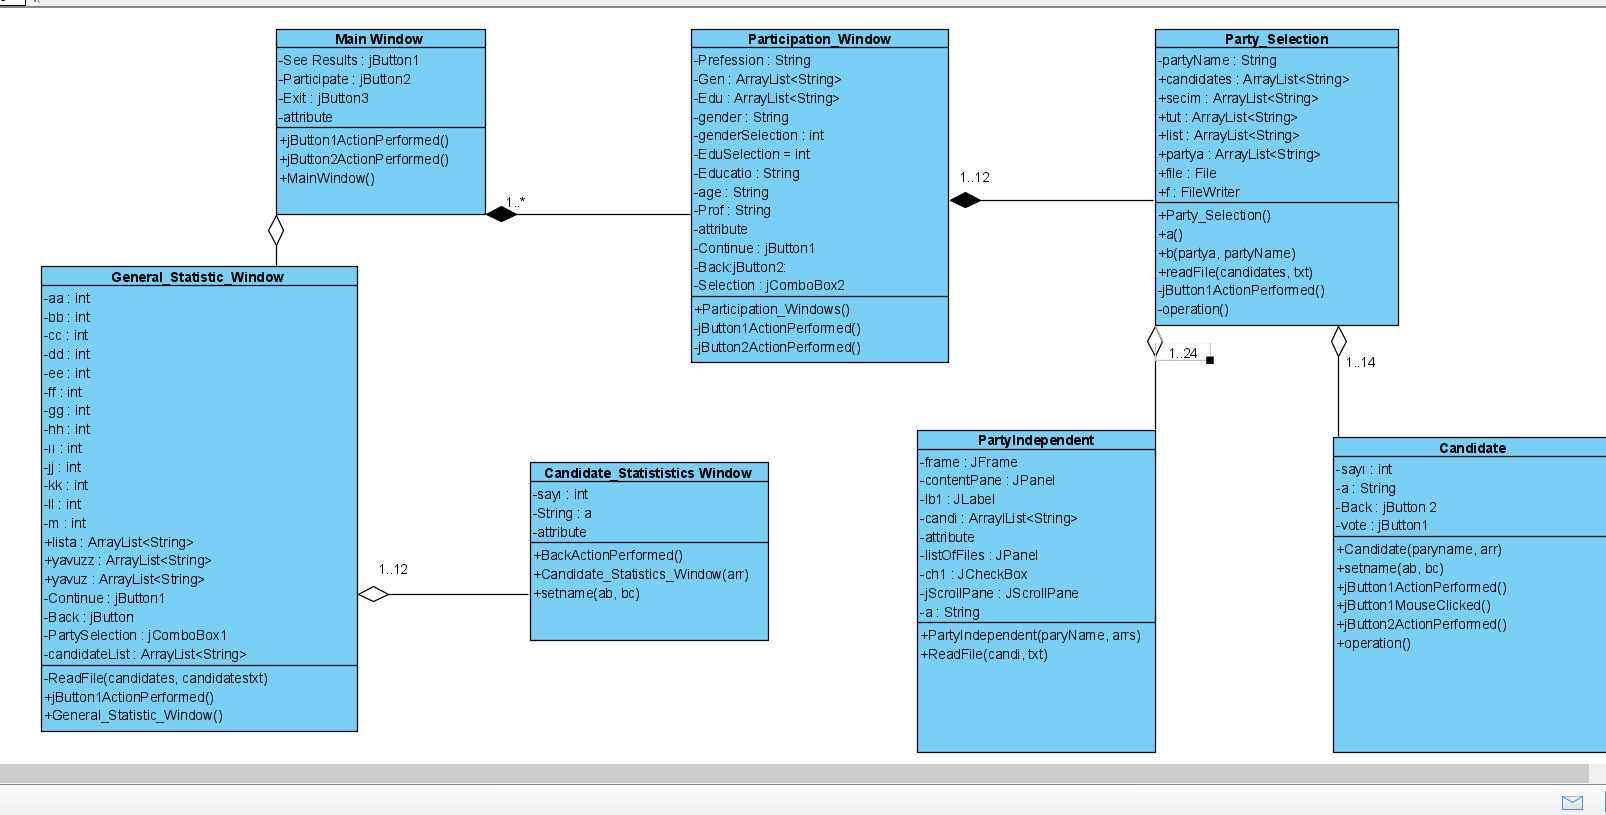 Main Window
-See Results : jButton1
-Participate : jButton2
-Exit : jButton3
-attribute
+jButton1ActionPerformed()
+jButton2ActionPerformed()
+MainWindow()
1..*
Participation_Window
-Prefession : String
-Gen : ArrayList<String>
-Edu : ArrayList<String>
-gender : String
-genderSelection : int
-EduSelection = int
-Educatio : String
-age : String
-Prof : String
-attribute
-Continue : jButton1
-Back:jButton2:
-Selection : jComboBox2
+Participation_Windows()
-jButton1ActionPerformed()
-jButton2ActionPerformed()
1..12
Party_Selection
-partyName : String
+candidates : ArrayList<String>
+secim : ArrayList<String>
+tut : ArrayList<String>
+list : ArrayList<String>
+partya : ArrayList<String>
+file : File
+f : FileWriter
+Party_Selection()
+a()
+b(partya, partyName)
+readFile(candidates, txt)
-jButton1ActionPerformed()
-operation()
1..24
1..14
General_Statistic_Window
-aa : int
-bb : int
-cc : int
-dd : int
-ee : int
-ff : int
-gg : int
-hh : int
-ıı : int
-jj : int
-kk : int
-ll : int
-m : int
+lista : ArrayList<String>
+yavuzz : ArrayList<String>
+yavuz : ArrayList<String>
-Continue : jButton1
-Back : jButton
-PartySelection : jComboBox1
-candidateList : ArrayList<String>
-ReadFile(candidates, candidatestxt)
+jButton1ActionPerformed()
+General_Statistic_Window()
1..12
Candidate_Statististics Window
-sayı : int
-String : a
-attribute
+BackActionPerformed()
+Candidate_Statistics_Window(arr)
+setname(ab, bc)
PartyIndependent
-frame : JFrame
-contentPane : JPanel
-lb1 : JLabel
-candi : ArraylList<String>
-attribute
-listOfFiles : JPanel
-ch1 : JCheckBox
-jScrollPane : JScrollPane
-a : String
+PartyIndependent(paryName, arrs)
+ReadFile(candi, txt)
Candidate
-sayı : int
-a : String
-Back : jButton 2
-vote : jButton1
+Candidate(paryname, arr)
+setname(ab, bc)
+jButton1ActionPerformed()
+jButton1MouseClicked()
+jButton2ActionPerformed()
+operation()